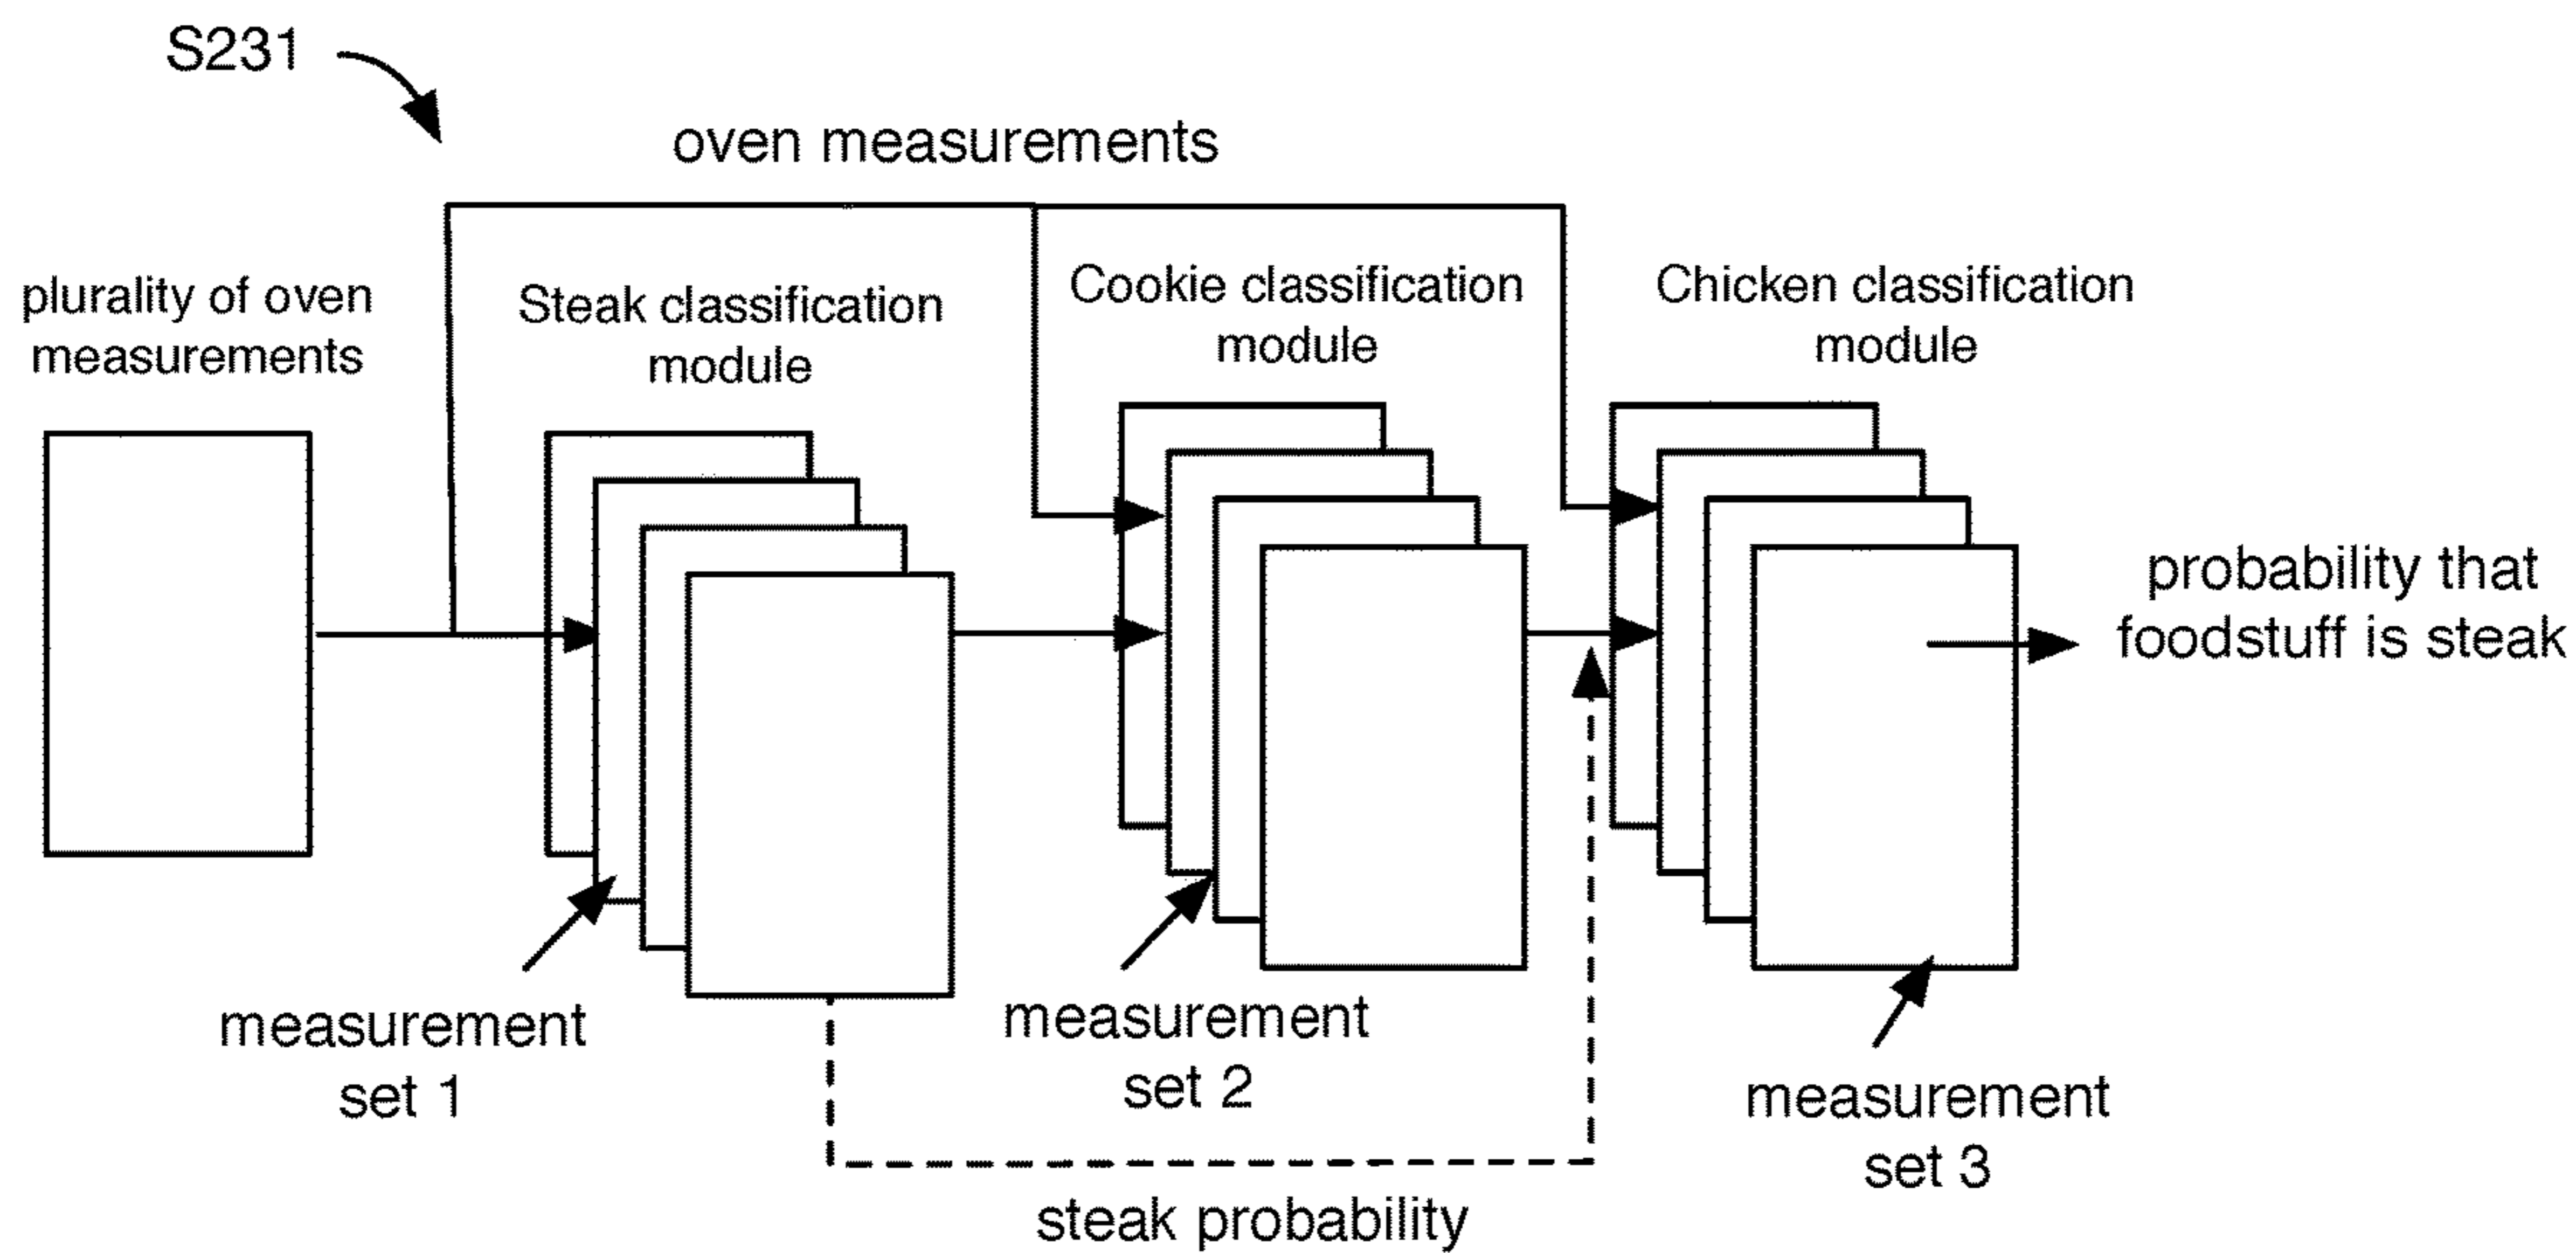 S231
oven measurements
plurality of oven
measurements
Steak classification
module
Cookie classification
module
Chicken classification
module
probability that
foodstuff is steak
measurement
set 1
measurement
set 2
measurement
set 3
steak probability